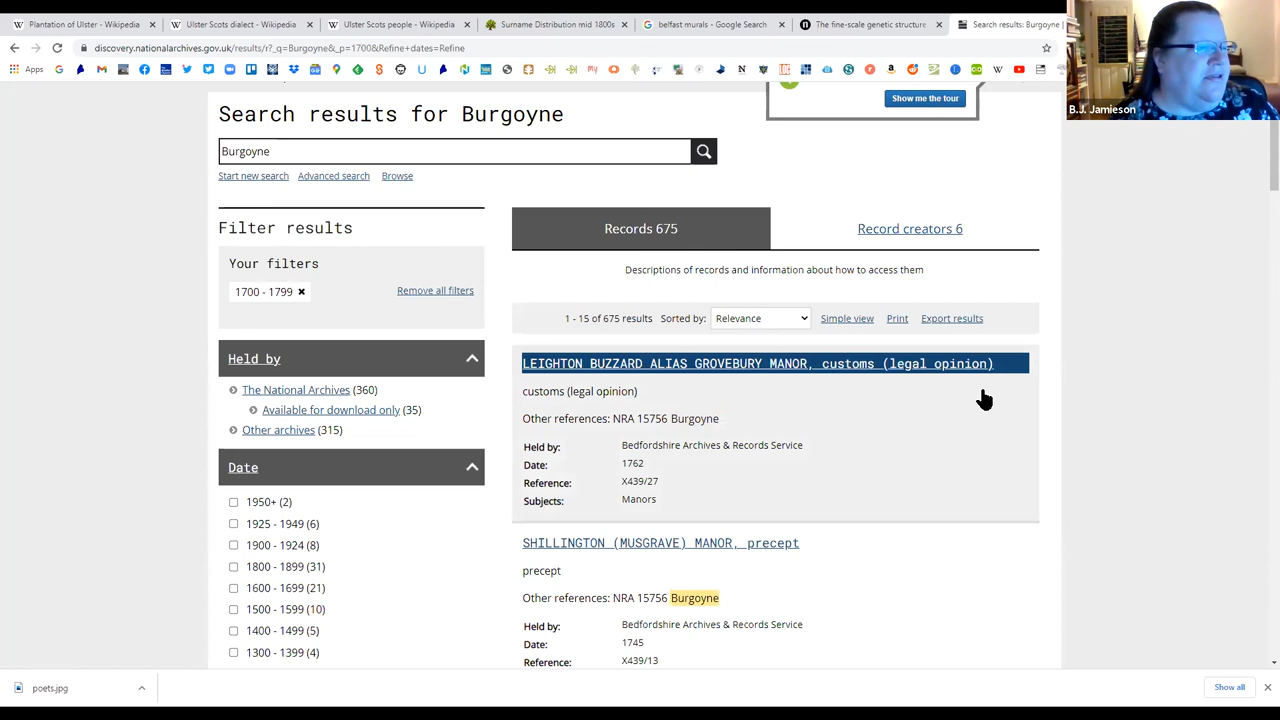 Plantation of Ulster - Wikipedia
Ulster Scots dialect - Wikipedia
Ulster Scots people - Wikipedia
Surname Distribution mid 1800s
belfast murals - Google Search
The fine-scale genetic structure
Search results: Burgoyne |
discovery.nationalarchives.gov.uk/results/r?_q=Burgoyne&_p=1700&Refine+dates=Refine
Apps
B.J. Jamieson
Show me the tour
Search results for Burgoyne
Burgoyne
Start new search Advanced search Browse
Filter results
Your filters
1700 - 1799 ×
Remove all filters
Held by
The National Archives (360)
Available for download only (35)
Other archives (315)
Date
1950+ (2)
1925 - 1949 (6)
1900 - 1924 (8)
1800 - 1899 (31)
1600 - 1699 (21)
1500 - 1599 (10)
1400 - 1499 (5)
1300 - 1399 (4)
Records 675
Record creators 6
Descriptions of records and information about how to access them
1 - 15 of 675 results Sorted by: Relevance Simple view Print Export results
LEIGHTON BUZZARD ALIAS GROVEBURY MANOR, customs (legal opinion)
customs (legal opinion)
Other references: NRA 15756 Burgoyne
Held by: Bedfordshire Archives & Records Service
Date: 1762
Reference: X439/27
Subjects: Manors
SHILLINGTON (MUSGRAVE) MANOR, precept
precept
Other references: NRA 15756 Burgoyne
Held by: Bedfordshire Archives & Records Service
Date: 1745
Reference: X439/13
poets.jpg
Show all